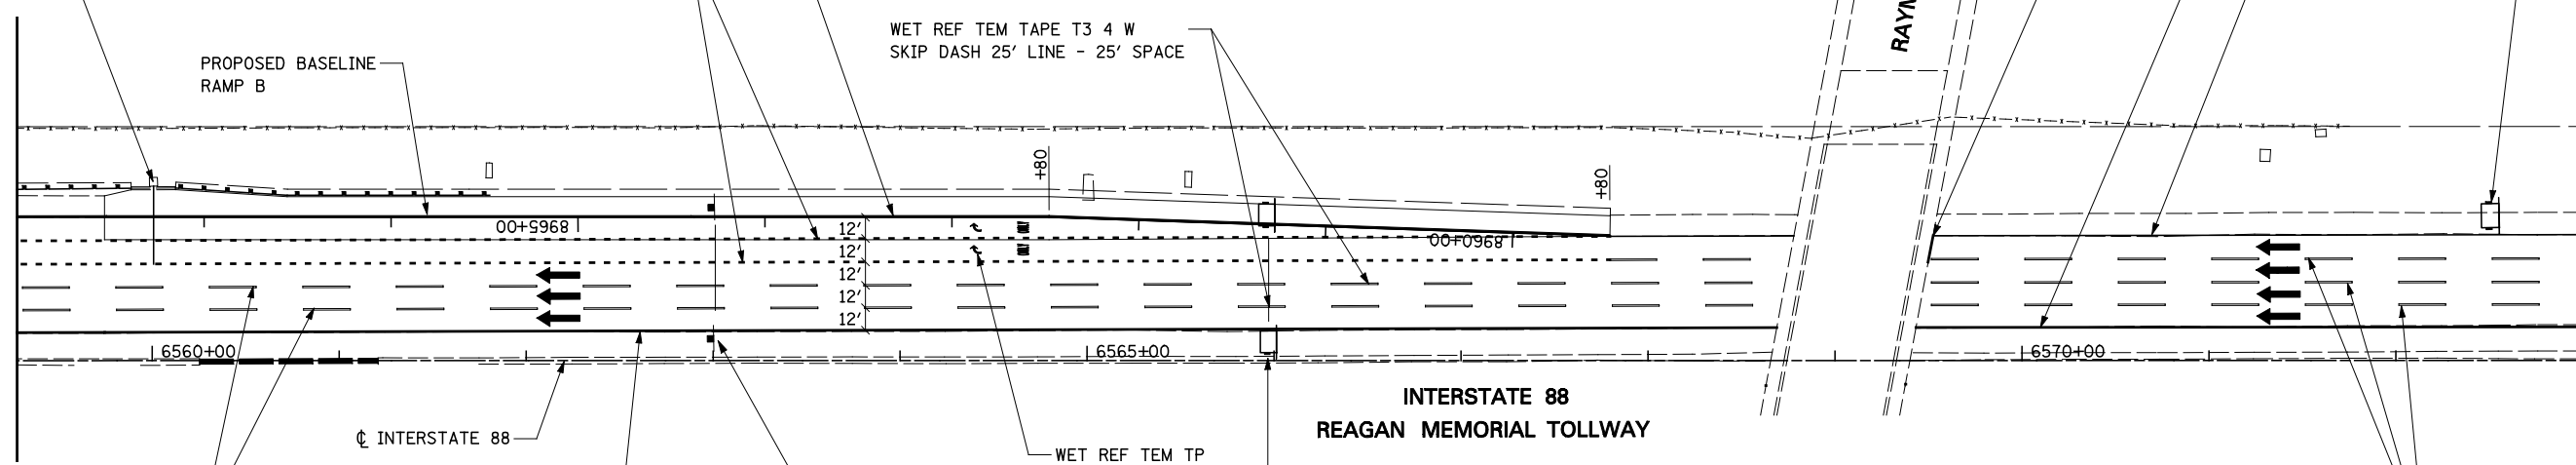 WET REF TEM TAPE T3 4 W
SKIP DASH 25' LINE - 25' SPACE
RAYM
PROPOSED BASELINE
RAMP B
+80
+80
8965+00
12'
12'
12'
12'
12'
8960+00
6560+00
6565+00
6570+00
INTERSTATE 88
REAGAN MEMORIAL TOLLWAY
℄ INTERSTATE 88
WET REF TEM TP